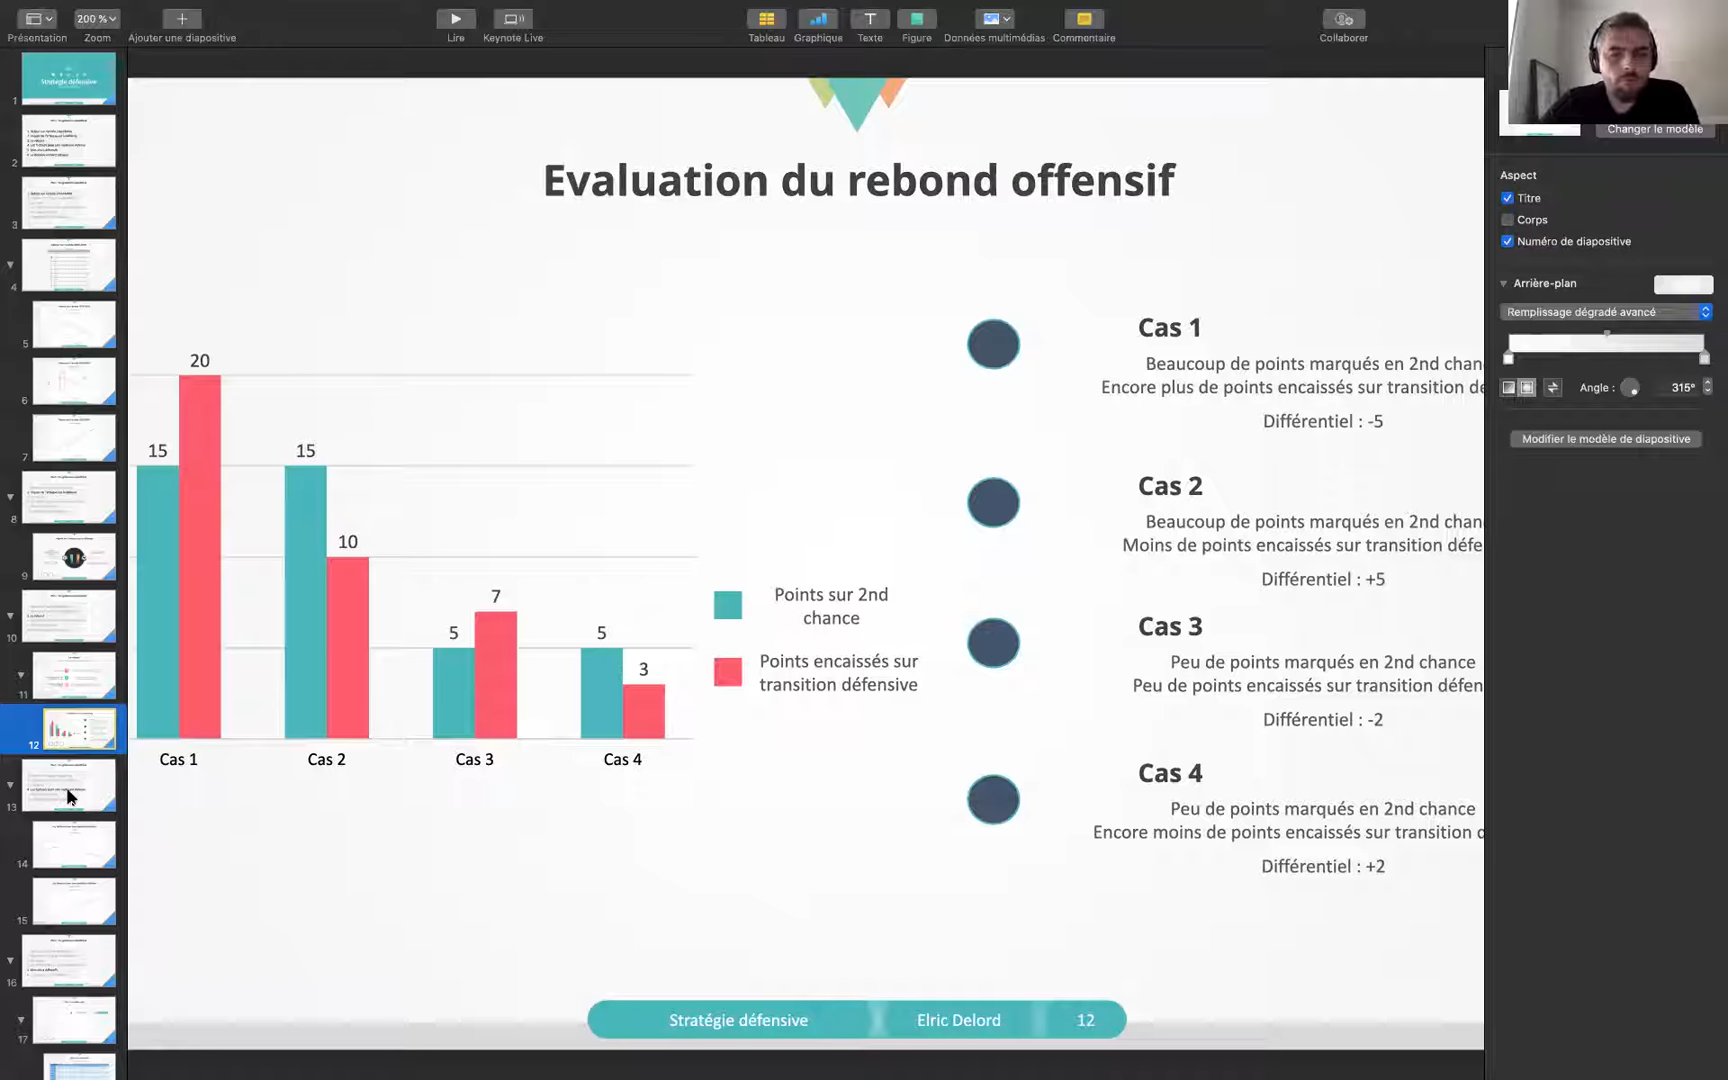 Présentation
200 %
Zoom
Ajouter une diapositive
Lire
Keynote Live
Tableau
Graphique
Texte
Figure
Données multimédias
Commentaire
Collaborer
Changer le modèle
Aspect
Titre
Corps
Numéro de diapositive
Arrière-plan
Remplissage dégradé avancé
Angle :
315°
Modifier le modèle de diapositive
1
Stratégie défensive
2
3
4
5
6
7
8
9
10
11
12
13
14
15
16
17
Evaluation du rebond offensif
20
15
15
10
7
5
5
3
Cas 1
Cas 2
Cas 3
Cas 4
Points sur 2nd
chance
Points encaissés sur
transition défensive
Cas 1
Beaucoup de points marqués en 2nd chan
Encore plus de points encaissés sur transition dé
Différentiel : -5
Cas 2
Beaucoup de points marqués en 2nd chan
Moins de points encaissés sur transition défe
Différentiel : +5
Cas 3
Peu de points marqués en 2nd chance
Peu de points encaissés sur transition défen
Différentiel : -2
Cas 4
Peu de points marqués en 2nd chance
Encore moins de points encaissés sur transition d
Différentiel : +2
Stratégie défensive
Elric Delord
12